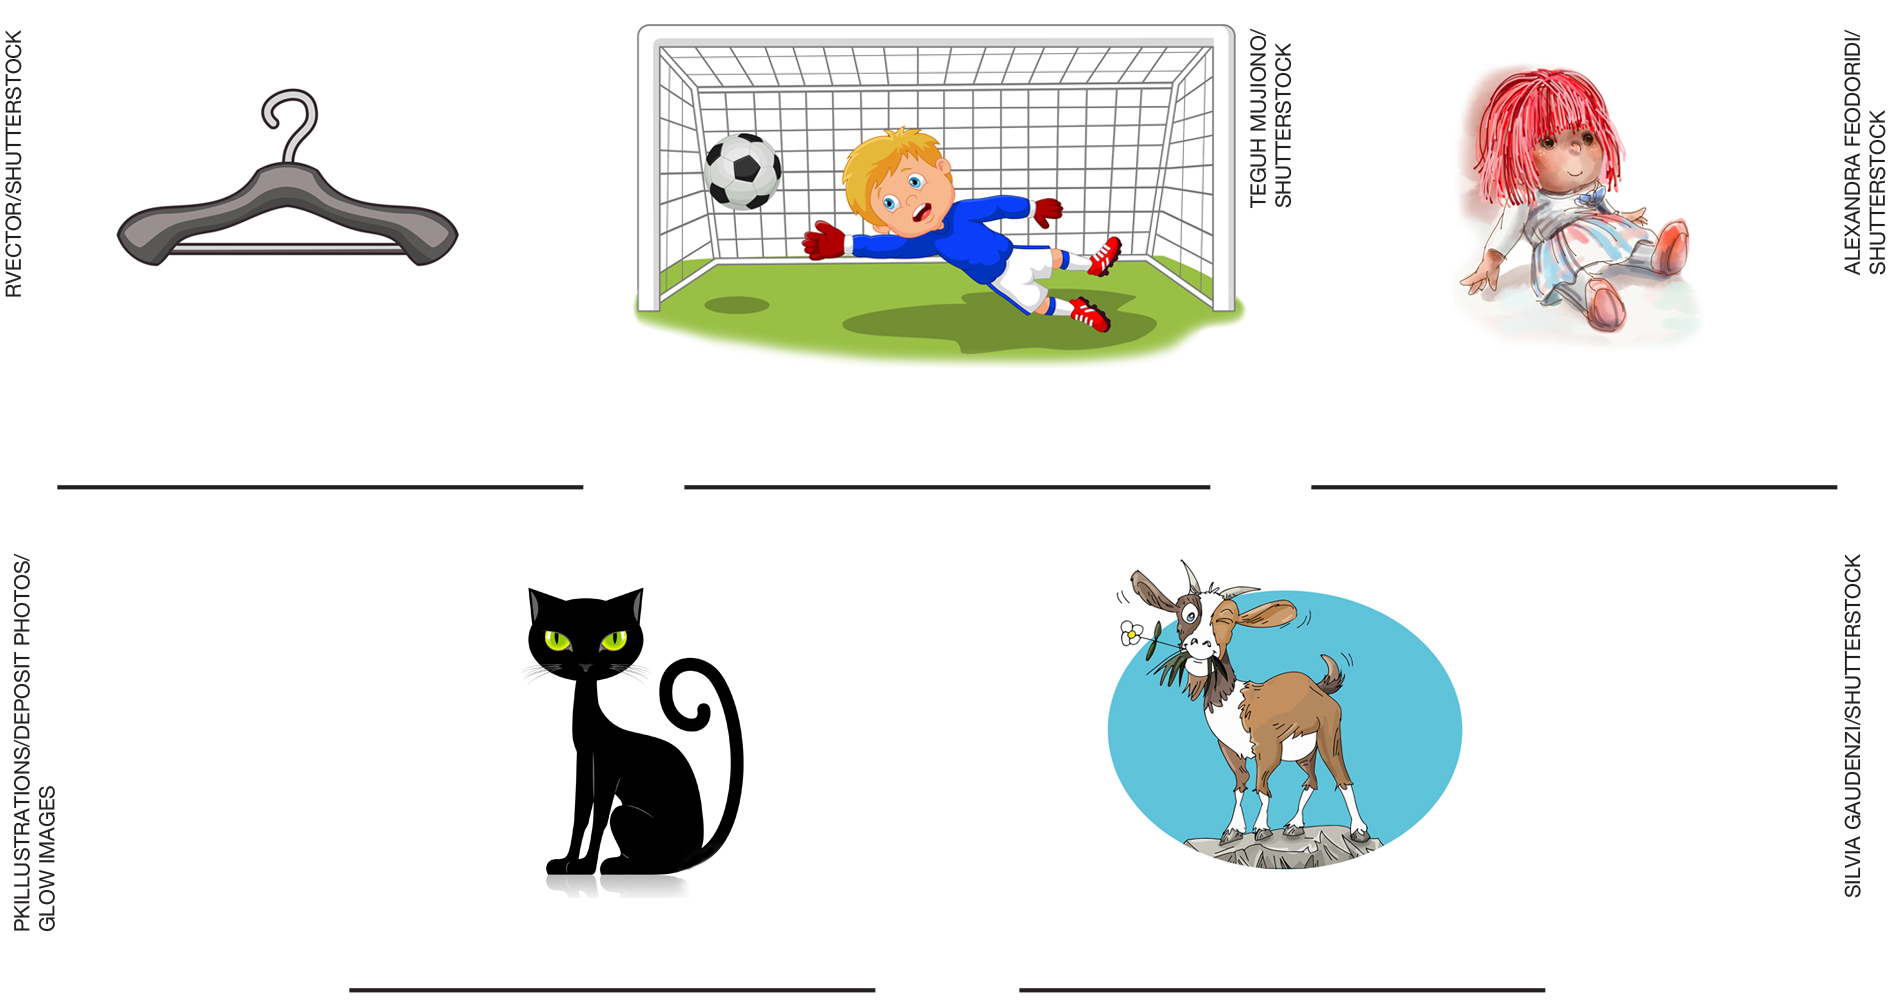 RVECTOR/SHUTTERSTOCK
TEGUH MUJIONO/
SHUTTERSTOCK
ALEXANDRA FEODORIDI/
SHUTTERSTOCK
PKILLUSTRATIONS/DEPOSIT PHOTOS/
GLOW IMAGES
SILVIA GAUDENZI/SHUTTERSTOCK